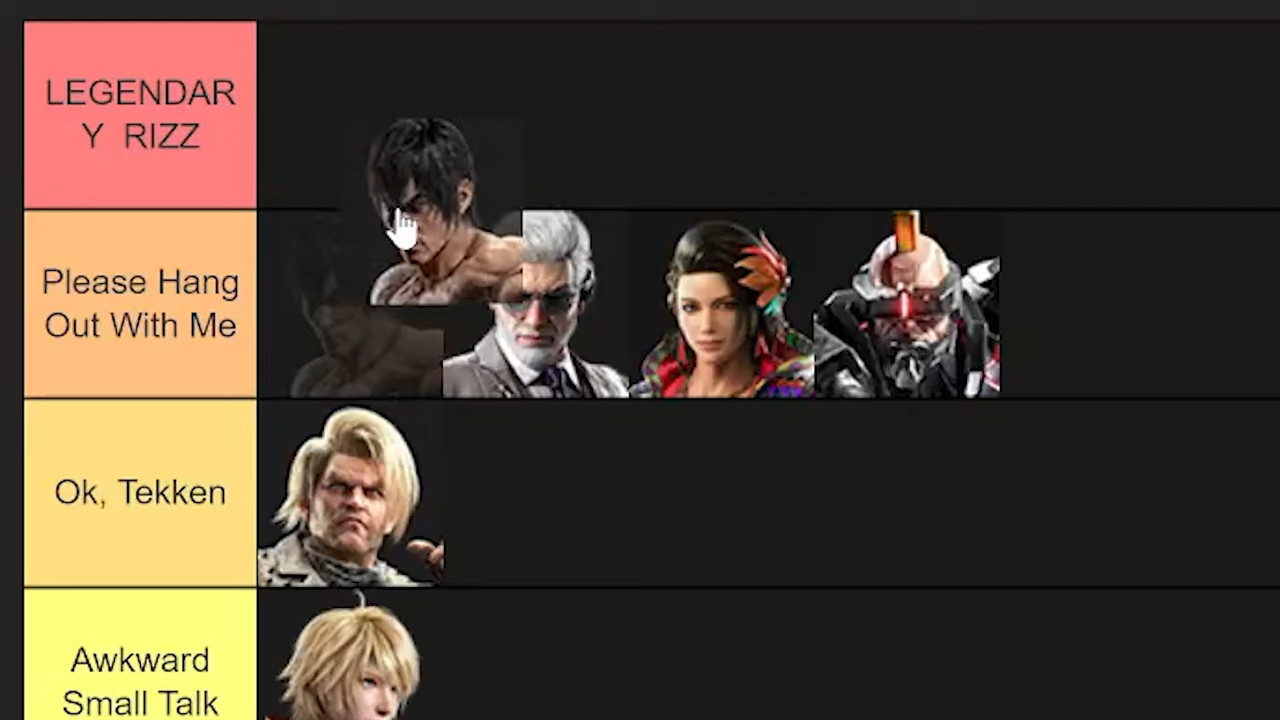 LEGENDAR
Y RIZZ
Please Hang
Out With Me
Ok, Tekken
Awkward
Small Talk